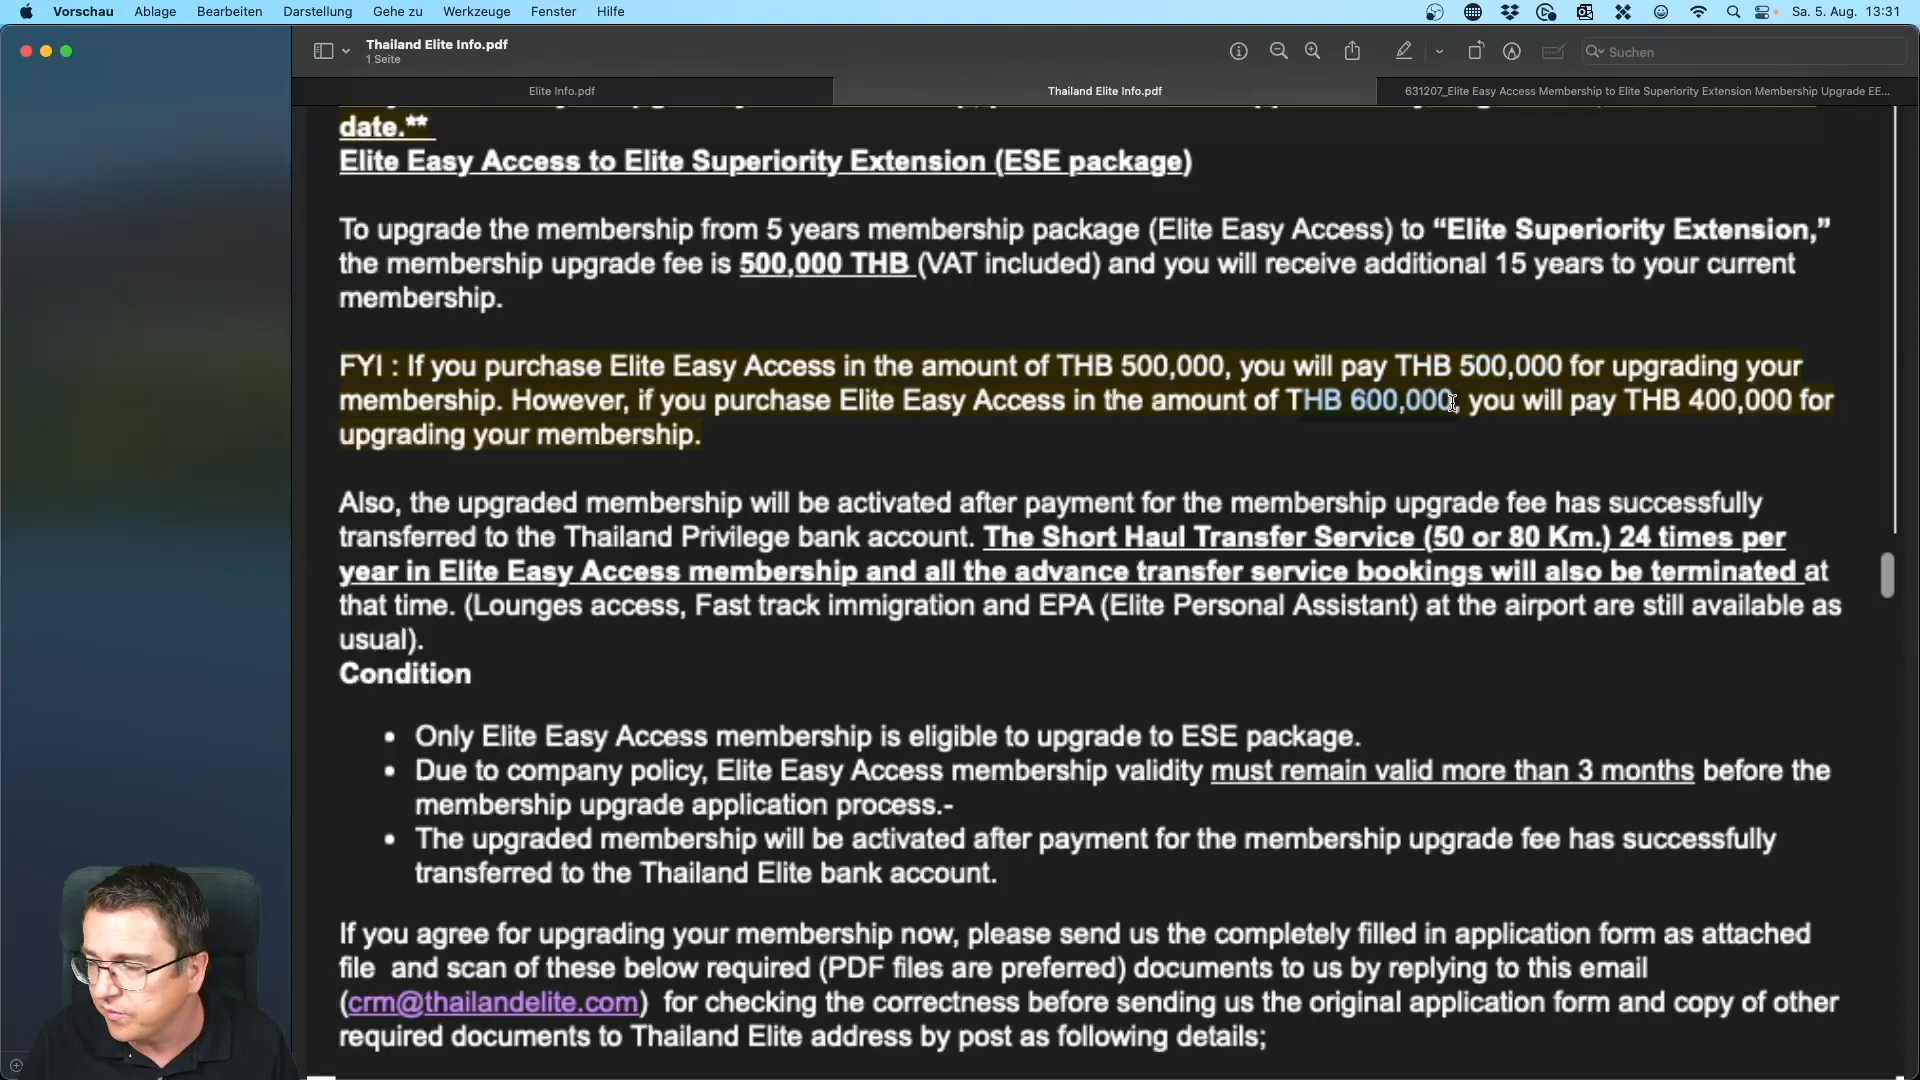 Vorschau Ablage Bearbeiten Darstellung Gehe zu Werkzeuge Fenster Hilfe Sa. 5. Aug. 13:31
Thailand Elite Info.pdf
1 Seite
Suchen
Elite Info.pdf Thailand Elite Info.pdf 631207_Elite Easy Access Membership to Elite Superiority Extension Membership Upgrade EE...
date.**
Elite Easy Access to Elite Superiority Extension (ESE package)
To upgrade the membership from 5 years membership package (Elite Easy Access) to “Elite Superiority Extension,”
the membership upgrade fee is 500,000 THB (VAT included) and you will receive additional 15 years to your current
membership.
FYI : If you purchase Elite Easy Access in the amount of THB 500,000, you will pay THB 500,000 for upgrading your
membership. However, if you purchase Elite Easy Access in the amount of THB 600,000, you will pay THB 400,000 for
upgrading your membership.
Also, the upgraded membership will be activated after payment for the membership upgrade fee has successfully
transferred to the Thailand Privilege bank account. The Short Haul Transfer Service (50 or 80 Km.) 24 times per
year in Elite Easy Access membership and all the advance transfer service bookings will also be terminated at
that time. (Lounges access, Fast track immigration and EPA (Elite Personal Assistant) at the airport are still available as
usual).
Condition
• Only Elite Easy Access membership is eligible to upgrade to ESE package.
• Due to company policy, Elite Easy Access membership validity must remain valid more than 3 months before the
membership upgrade application process.-
• The upgraded membership will be activated after payment for the membership upgrade fee has successfully
transferred to the Thailand Elite bank account.
If you agree for upgrading your membership now, please send us the completely filled in application form as attached
file and scan of these below required (PDF files are preferred) documents to us by replying to this email
(crm@thailandelite.com) for checking the correctness before sending us the original application form and copy of other
required documents to Thailand Elite address by post as following details;